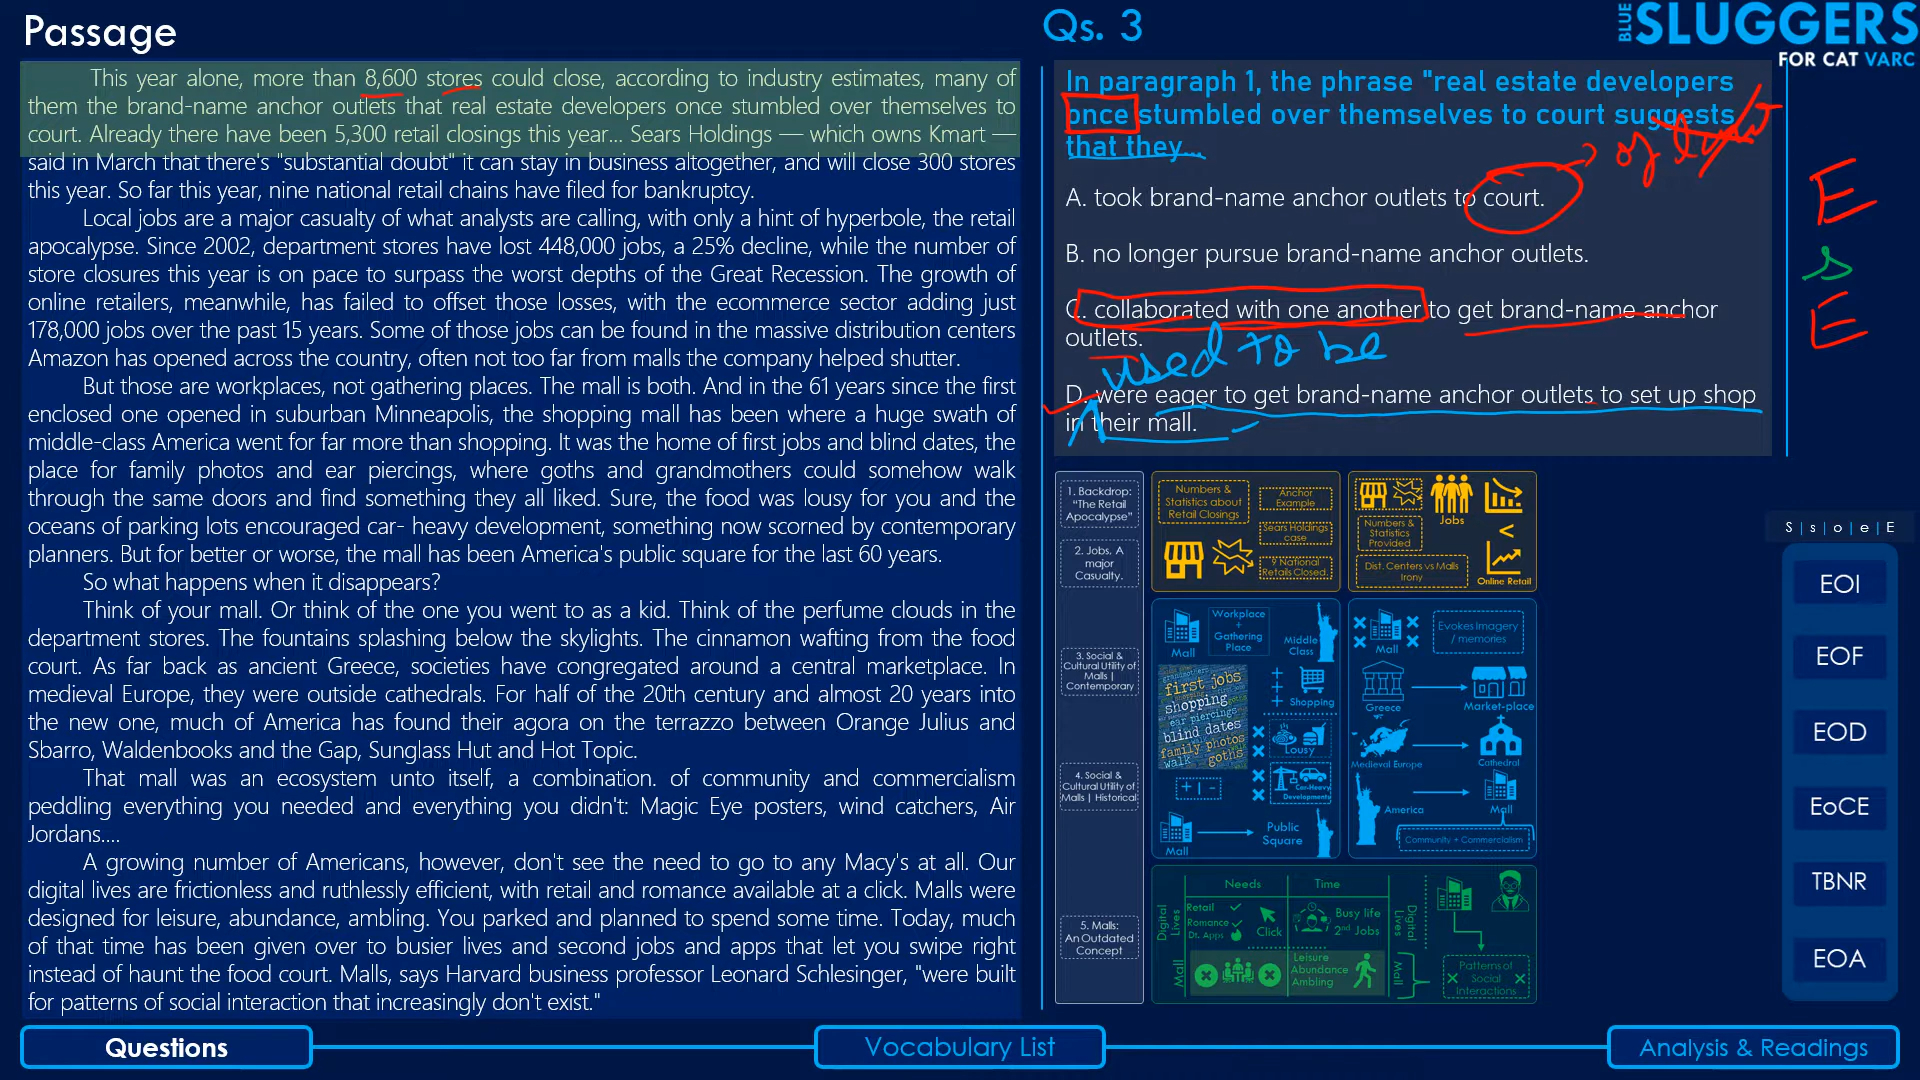 Passage
This year alone, more than 8,600 stores could close, according to industry estimates, many of
them the brand-name anchor outlets that real estate developers once stumbled over themselves to
court. Already there have been 5,300 retail closings this year... Sears Holdings — which owns Kmart —
said in March that there's "substantial doubt" it can stay in business altogether, and will close 300 stores
this year. So far this year, nine national retail chains have filed for bankruptcy.
Local jobs are a major casualty of what analysts are calling, with only a hint of hyperbole, the retail
apocalypse. Since 2002, department stores have lost 448,000 jobs, a 25% decline, while the number of
store closures this year is on pace to surpass the worst depths of the Great Recession. The growth of
online retailers, meanwhile, has failed to offset those losses, with the ecommerce sector adding just
178,000 jobs over the past 15 years. Some of those jobs can be found in the massive distribution centers
Amazon has opened across the country, often not too far from malls the company helped shutter.
But those are workplaces, not gathering places. The mall is both. And in the 61 years since the first
enclosed one opened in suburban Minneapolis, the shopping mall has been where a huge swath of
middle-class America went for far more than shopping. It was the home of first jobs and blind dates, the
place for family photos and ear piercings, where goths and grandmothers could somehow walk
through the same doors and find something they all liked. Sure, the food was lousy for you and the
oceans of parking lots encouraged car- heavy development, something now scorned by contemporary
planners. But for better or worse, the mall has been America's public square for the last 60 years.
So what happens when it disappears?
Think of your mall. Or think of the one you went to as a kid. Think of the perfume clouds in the
department stores. The fountains splashing below the skylights. The cinnamon wafting from the food
court. As far back as ancient Greece, societies have congregated around a central marketplace. In
medieval Europe, they were outside cathedrals. For half of the 20th century and almost 20 years into
the new one, much of America has found their agora on the terrazzo between Orange Julius and
Sbarro, Waldenbooks and the Gap, Sunglass Hut and Hot Topic.
That mall was an ecosystem unto itself, a combination. of community and commercialism
peddling everything you needed and everything you didn't: Magic Eye posters, wind catchers, Air
Jordans....
A growing number of Americans, however, don't see the need to go to any Macy's at all. Our
digital lives are frictionless and ruthlessly efficient, with retail and romance available at a click. Malls were
designed for leisure, abundance, ambling. You parked and planned to spend some time. Today, much
of that time has been given over to busier lives and second jobs and apps that let you swipe right
instead of haunt the food court. Malls, says Harvard business professor Leonard Schlesinger, "were built
for patterns of social interaction that increasingly don't exist."
Qs. 3
BLUE SLUGGERS
FOR CAT VARC
In paragraph 1, the phrase "real estate developers
once stumbled over themselves to court suggests
that they...
A. took brand-name anchor outlets to court.
B. no longer pursue brand-name anchor outlets.
C. collaborated with one another to get brand-name anchor
outlets.
used to be
D. were eager to get brand-name anchor outlets to set up shop
in their mall.
of
E
s
E
1. Backdrop:
"The Retail
Apocalypse"
2. Jobs. A
major
Casualty.
3. Social &
Cultural Utility of
Malls |
Contemporary
4. Social &
Cultural Utility of
Malls | Historical
5. Malls:
An Outdated
Concept
Numbers &
Statistics about
Retail Closings
Anchor
Example
Sears Holdings
case
9 National
Retails Closed.
Jobs
Numbers &
Statistics
Provided
<
Dist. Centers vs Malls
Irony
Online Retail
Mall
Workplace
+
Gathering
Place
Middle
Class
first jobs
shopping
ear piercings
blind dates
family photos
walk goths
+
+
+
Shopping
Lousy
Car-Heavy
Developments
+ | -
Mall
Public
Square
Mall
Evokes Imagery
/ memories
Greece
Market-place
Medieval Europe
Cathedral
America
Mall
Community + Commercialism
Needs
Time
Digital
Lives
Retail
Romance
Dt. Apps
Click
Busy life
2nd Jobs
Digital
Lives
Mall
Leisure
Abundance
Ambling
Mall
Patterns of
Social
Interactions
S | s | o | e | E
EOI
EOF
EOD
EoCE
TBNR
EOA
Questions
Vocabulary List
Analysis & Readings